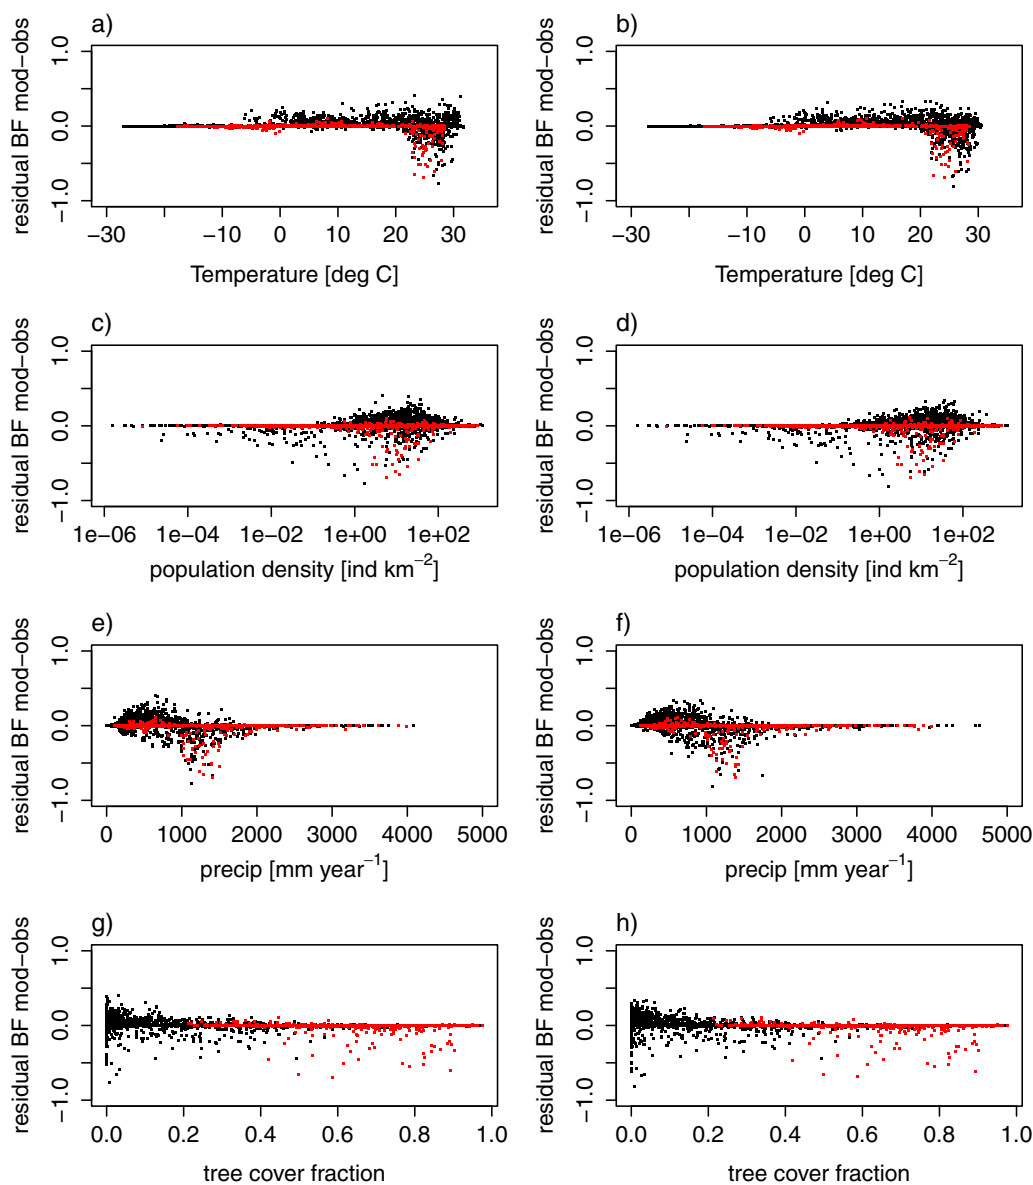 a)
residual BF mod−obs
1.0
0.0
−1.0
−30
−10
0
10
20
30
Temperature [deg C]
b)
residual BF mod−obs
1.0
0.0
−1.0
−30
−10
0
10
20
30
Temperature [deg C]
c)
residual BF mod−obs
1.0
0.0
−1.0
1e−06
1e−04
1e−02
1e+00
1e+02
population density [ind km−2]
d)
residual BF mod−obs
1.0
0.0
−1.0
1e−06
1e−04
1e−02
1e+00
1e+02
population density [ind km−2]
e)
residual BF mod−obs
1.0
0.0
−1.0
0
1000
2000
3000
4000
5000
precip [mm year−1]
f)
residual BF mod−obs
1.0
0.0
−1.0
0
1000
2000
3000
4000
5000
precip [mm year−1]
g)
residual BF mod−obs
1.0
0.0
−1.0
0.0
0.2
0.4
0.6
0.8
1.0
tree cover fraction
h)
residual BF mod−obs
1.0
0.0
−1.0
0.0
0.2
0.4
0.6
0.8
1.0
tree cover fraction